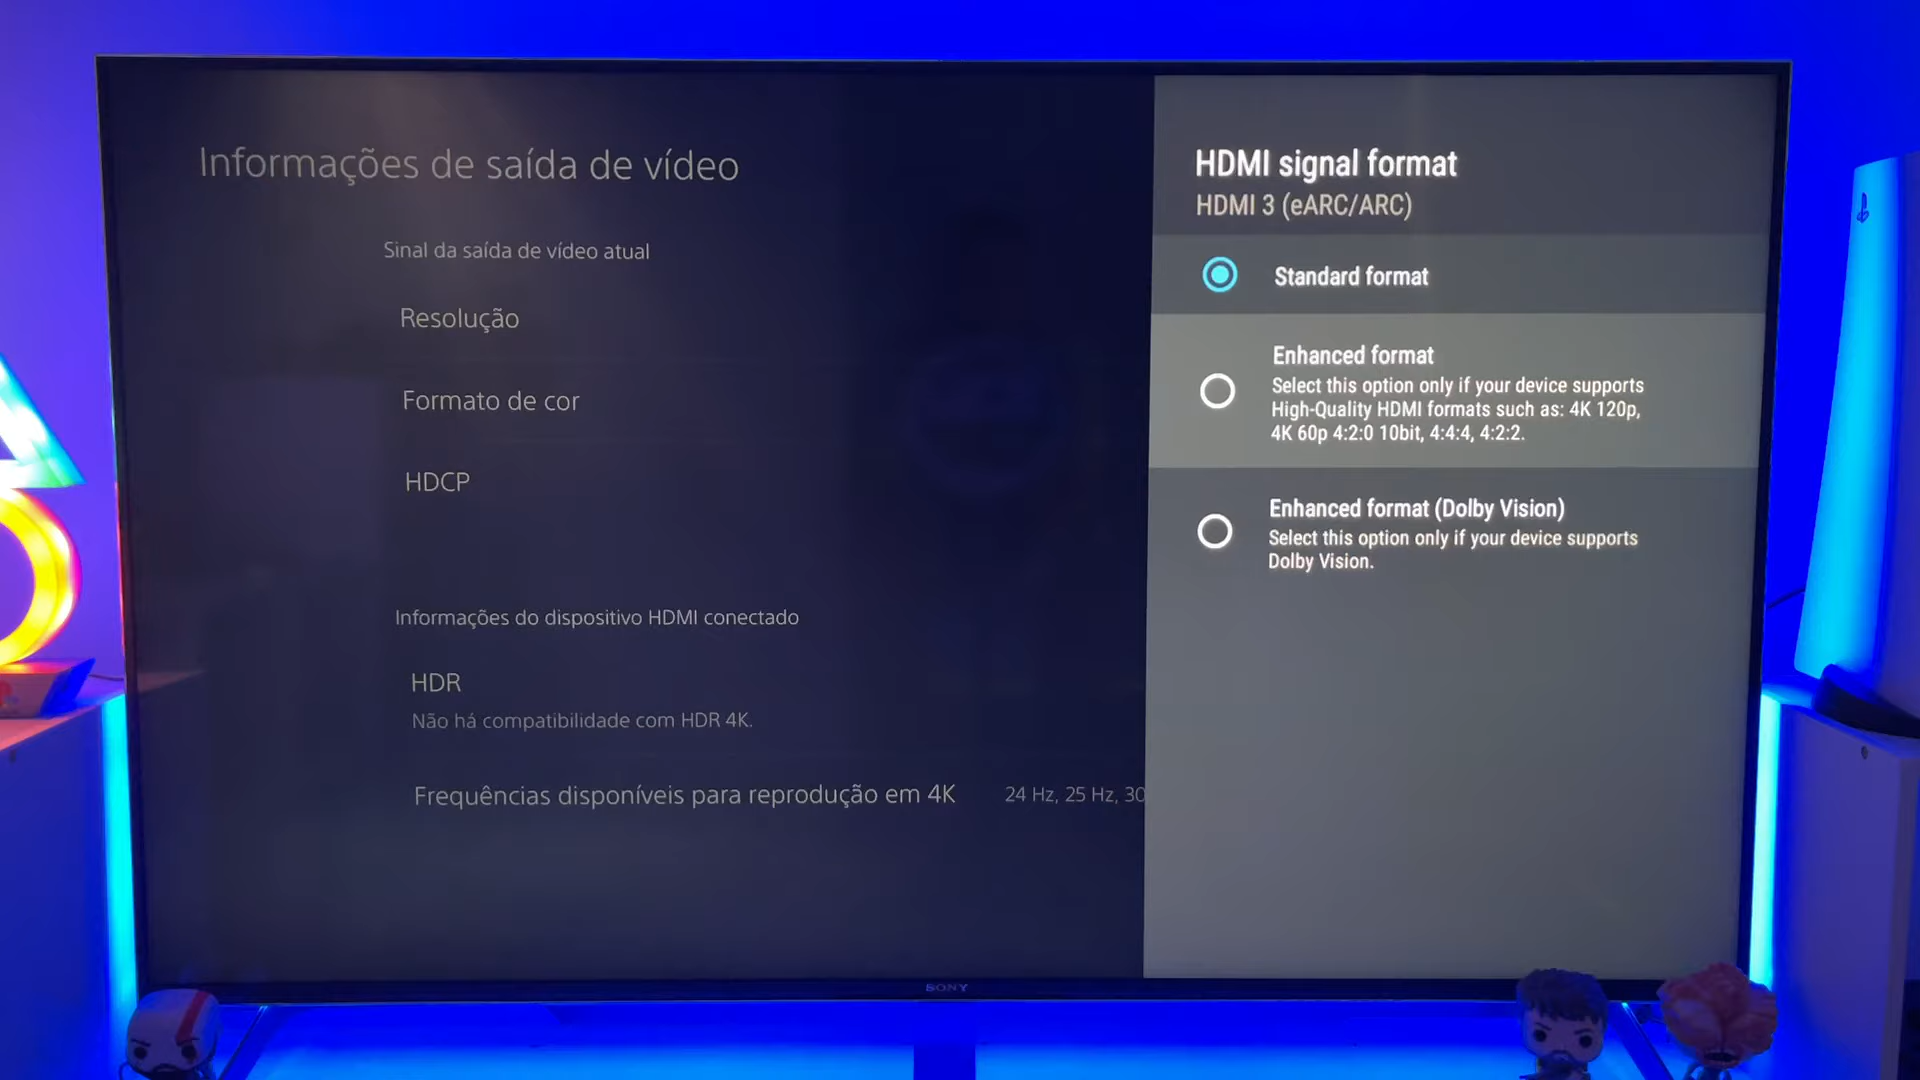 Informações de saída de vídeo
Sinal da saída de vídeo atual
Resolução
Formato de cor
HDCP
Informações do dispositivo HDMI conectado
HDR
Não há compatibilidade com HDR 4K.
Frequências disponíveis para reprodução em 4K
24 Hz, 25 Hz, 30
HDMI signal format
HDMI 3 (eARC/ARC)
Standard format
Enhanced format
Select this option only if your device supports
High-Quality HDMI formats such as: 4K 120p,
4K 60p 4:2:0 10bit, 4:4:4, 4:2:2.
Enhanced format (Dolby Vision)
Select this option only if your device supports
Dolby Vision.
SONY